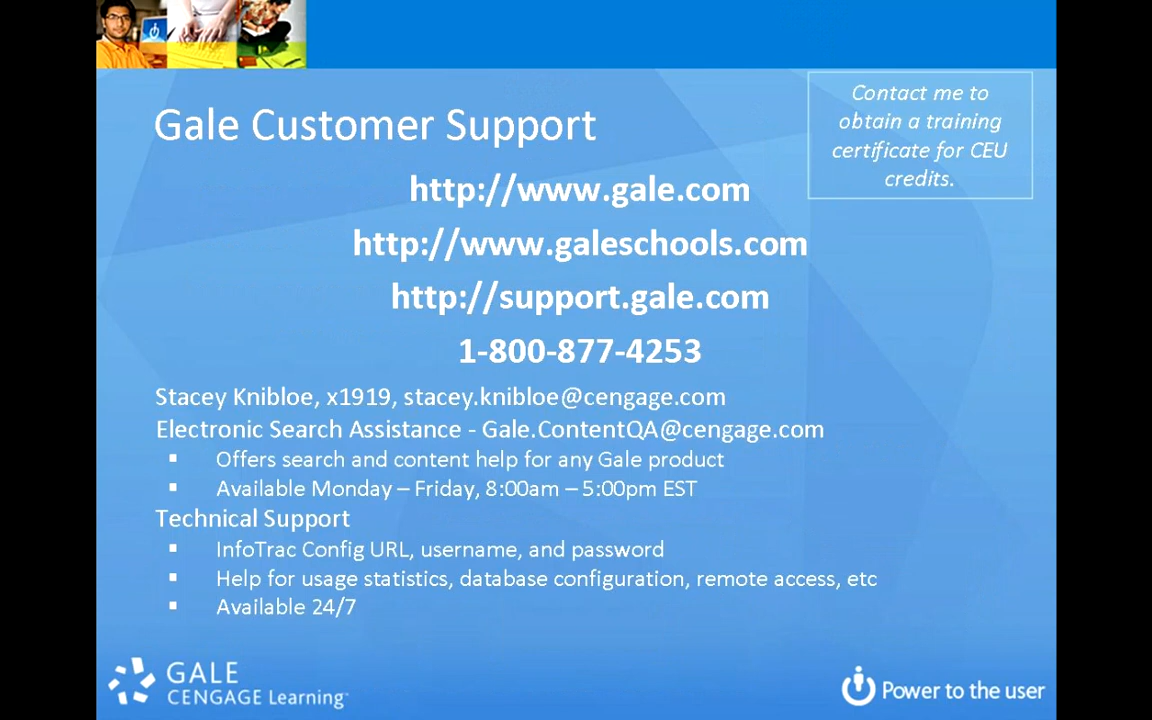 Gale Customer Support
Contact me to
obtain a training
certificate for CEU
credits.
http://www.gale.com
http://www.galeschools.com
http://support.gale.com
1-800-877-4253
Stacey Knibloe, x1919, stacey.knibloe@cengage.com
Electronic Search Assistance - Gale.ContentQA@cengage.com
▪ Offers search and content help for any Gale product
▪ Available Monday – Friday, 8:00am – 5:00pm EST
Technical Support
▪ InfoTrac Config URL, username, and password
▪ Help for usage statistics, database configuration, remote access, etc
▪ Available 24/7
GALE
CENGAGE Learning™
Power to the user